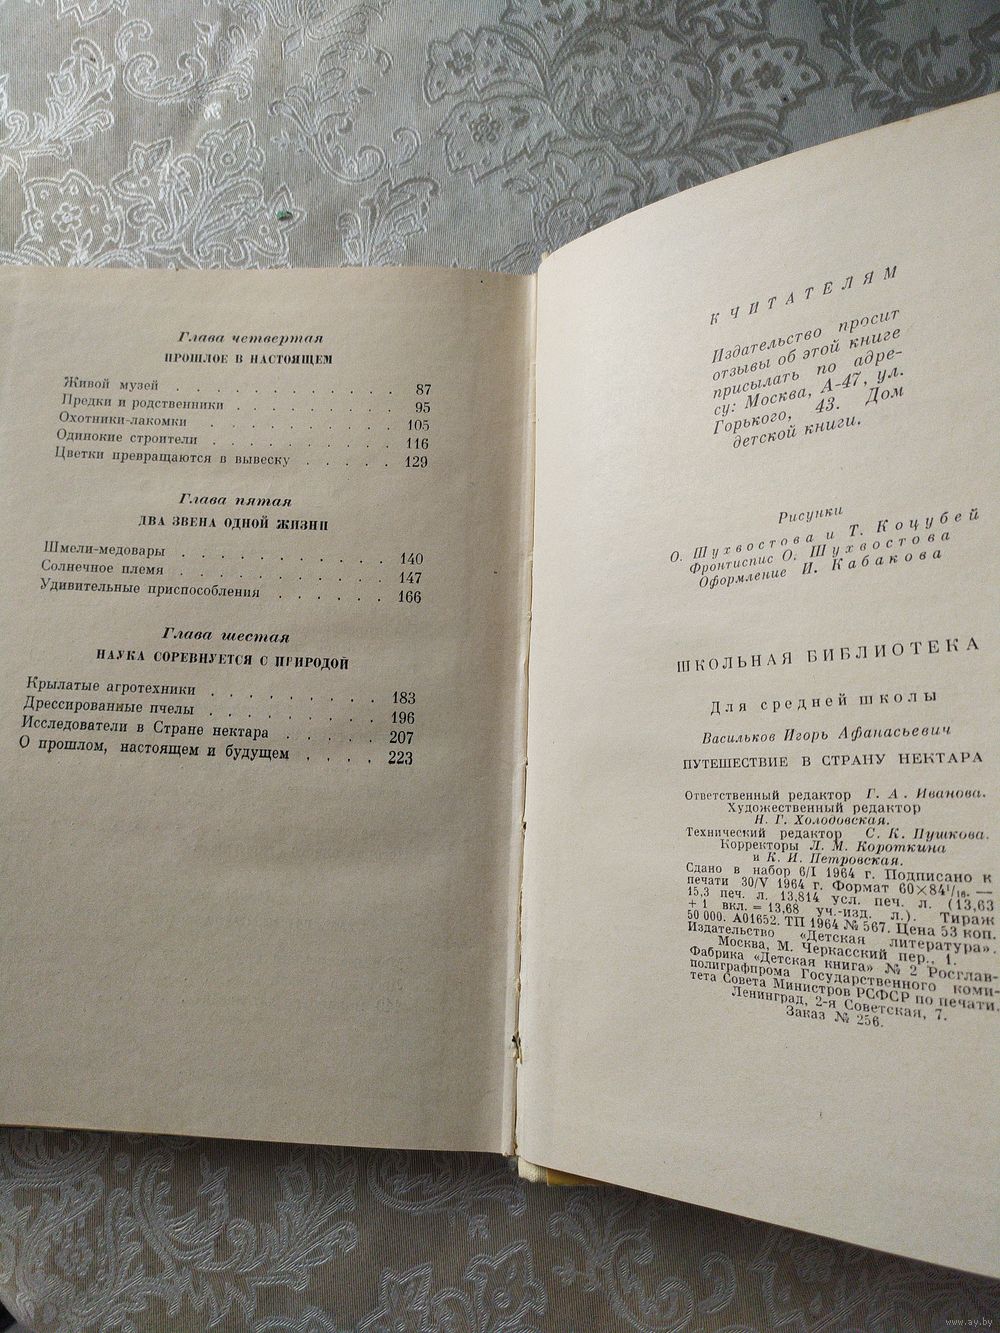 Глава четвертая
ПРОШЛОЕ В НАСТОЯЩЕМ
Живой музей . . . . . . . . . . 87
Предки и родственники . . . . . . . . 95
Охотники-лакомки . . . . . . . . . 105
Одинокие строители . . . . . . . . 116
Цветки превращаются в вывеску . . . . . 129
Глава пятая
ДВА ЗВЕНА ОДНОЙ ЖИЗНИ
Шмели-медовары . . . . . . . . . 140
Солнечное племя . . . . . . . . . 147
Удивительные приспособления . . . . . . 166
Глава шестая
НАУКА СОРЕВНУЕТСЯ С ПРИРОДОЙ
Крылатые агротехники . . . . . . . . 183
Дрессированные пчелы . . . . . . . . 196
Исследователи в Стране нектара . . . . . 207
О прошлом, настоящем и будущем . . . . 223
К ЧИТАТЕЛЯМ
Издательство просит
отзывы об этой книге
присылать по адре-
су: Москва, А-47, ул.
Горького, 43. Дом
детской книги.
Рисунки
О. Шухвостова и Т. Коцубей
Фронтиспис О. Шухвостова
Оформление И. Кабакова
ШКОЛЬНАЯ БИБЛИОТЕКА
Для средней школы
Васильков Игорь Афанасьевич
ПУТЕШЕСТВИЕ В СТРАНУ НЕКТАРА
Ответственный редактор Г. А. Иванова.
Художественный редактор
Н. Г. Холодовская.
Технический редактор С. К. Пушкова.
Корректоры Л. М. Короткина
и К. И. Петровская.
Сдано в набор 6/I 1964 г. Подписано к
печати 30/V 1964 г. Формат 60×84¹/₁₆. —
15,3 печ. л. 13,814 усл. печ. л. (13,63
+ 1 вкл. = 13,68 уч.-изд. л.). Тираж
50 000. А01652. ТП 1964 № 567. Цена 53 коп.
Издательство «Детская литература».
Москва, М. Черкасский пер., 1.
Фабрика «Детская книга» № 2 Росглав-
полиграфпрома Государственного коми-
тета Совета Министров РСФСР по печати.
Ленинград, 2-я Советская, 7.
Заказ № 256.
www.ay.by